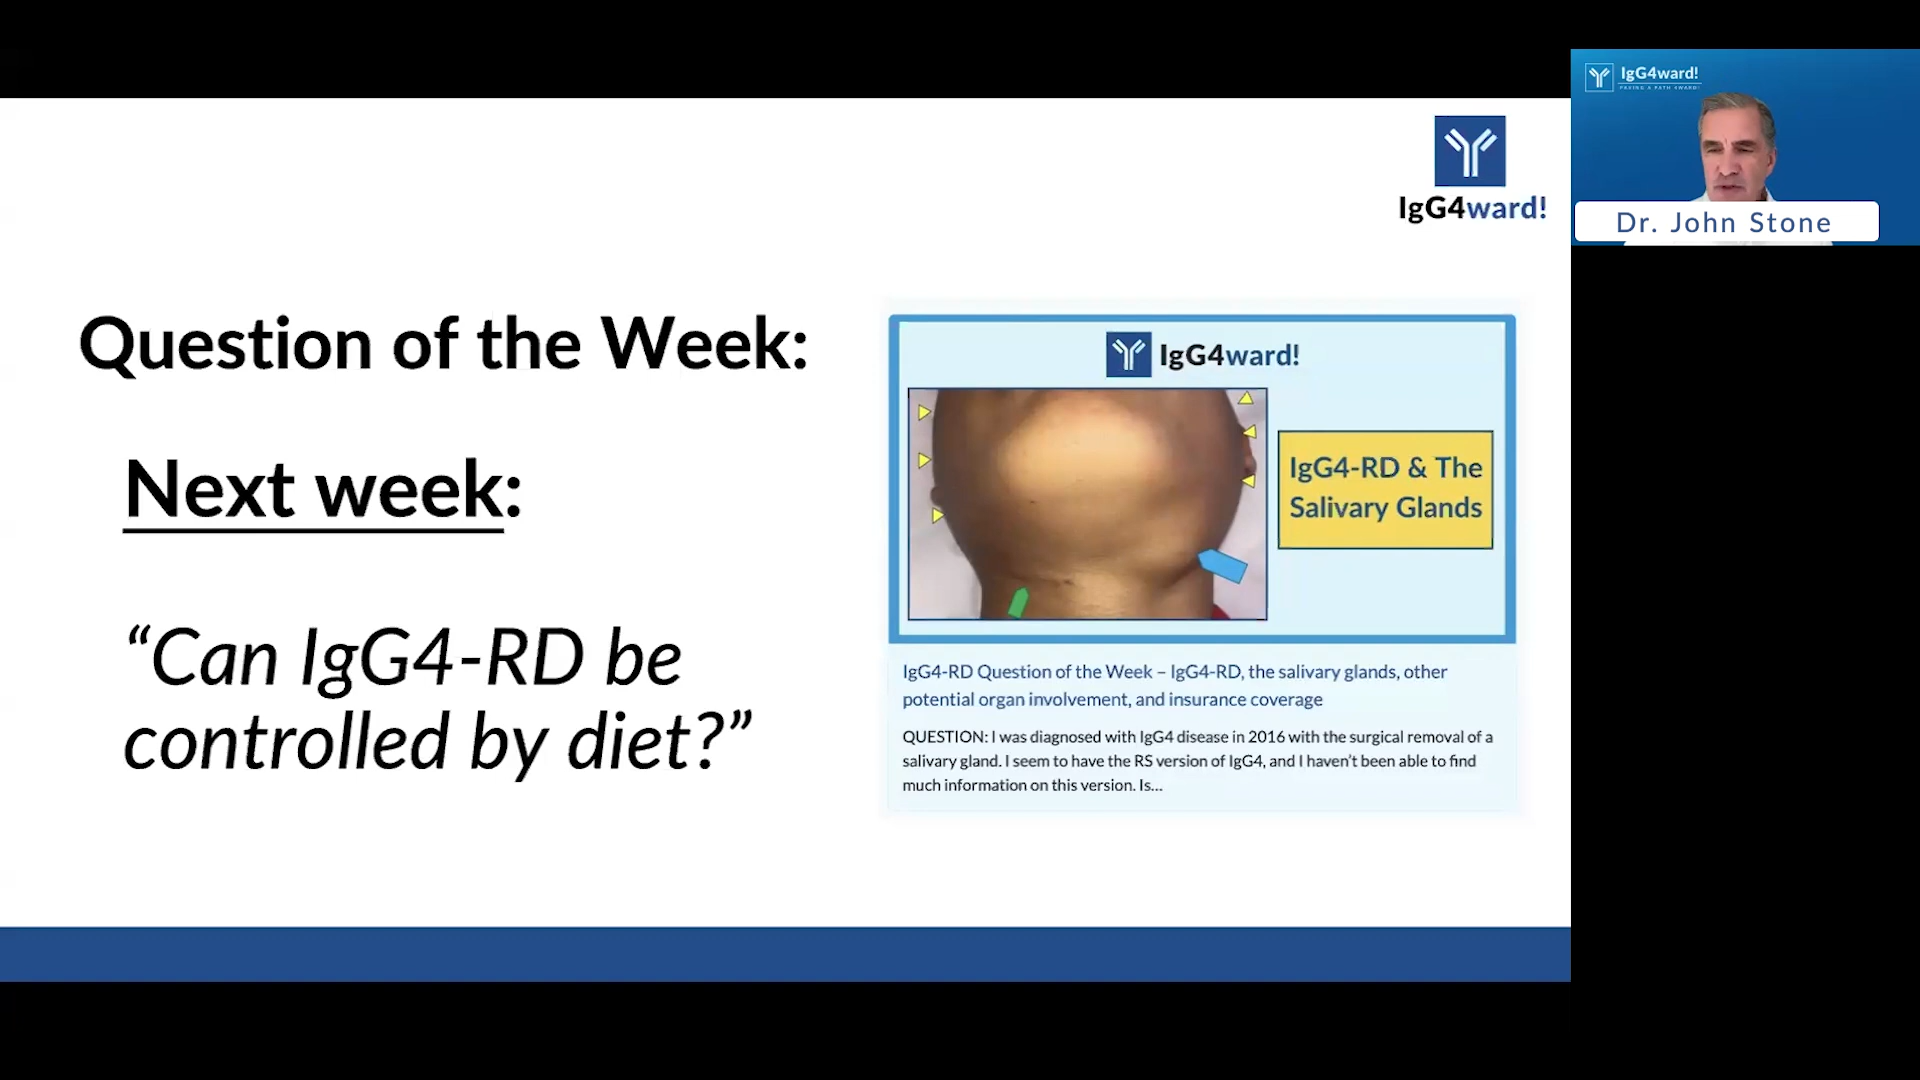 IgG4ward!
Question of the Week:
Next week:
“Can IgG4-RD be
controlled by diet?”
IgG4ward!
IgG4-RD & The
Salivary Glands
IgG4-RD Question of the Week – IgG4-RD, the salivary glands, other
potential organ involvement, and insurance coverage
QUESTION: I was diagnosed with IgG4 disease in 2016 with the surgical removal of a
salivary gland. I seem to have the RS version of IgG4, and I haven’t been able to find
much information on this version. Is...
IgG4ward!
Dr. John Stone